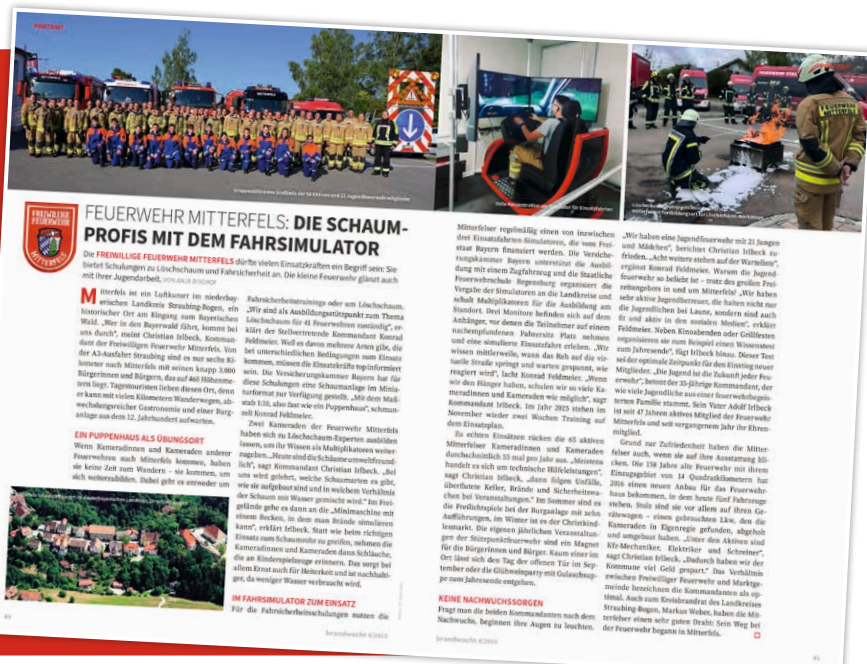 PORTRAIT
FREIWILLIGE
FEUERWEHR
MITTERFELS
FEUERWEHR MITTERFELS: DIE SCHAUM-
PROFIS MIT DEM FAHRSIMULATOR
Die FREIWILLIGE FEUERWEHR MITTERFELS dürfte vielen Einsatzkräften ein Begriff sein: Sie
bietet Schulungen zu Löschschaum und Fahrsicherheit an. Die kleine Feuerwehr glänzt auch
mit ihrer Jugendarbeit. VON ANJA BISCHOF
Mitterfels ist ein Luftkurort im niederbay-
erischen Landkreis Straubing-Bogen, ein
historischer Ort am Eingang zum Bayerischen
Wald. „Wer in den Bayerwald fährt, kommt bei
uns durch“, meint Christian Irlbeck, Komman-
dant der Freiwilligen Feuerwehr Mitterfels. Von
der A3-Ausfahrt Straubing sind es nur sechs Ki-
lometer nach Mitterfels mit seinen knapp 3.000
Bürgerinnen und Bürgern, das auf 460 Höhenme-
tern liegt. Tagestouristen lieben diesen Ort, denn
er kann mit vielen Kilometern Wanderwegen, ab-
wechslungsreicher Gastronomie und einer Burg-
anlage aus dem 12. Jahrhundert aufwarten.
EIN PUPPENHAUS ALS ÜBUNGSORT
Wenn Kameradinnen und Kameraden anderer
Feuerwehren nach Mitterfels kommen, haben
sie keine Zeit zum Wandern – sie kommen, um
sich weiterzubilden. Dabei geht es entweder um
Fahrsicherheitstrainings oder um Löschschaum.
„Wir sind als Ausbildungsstützpunkt zum Thema
Löschschaum für 41 Feuerwehren zuständig“, er-
klärt der Stellvertretende Kommandant Konrad
Feldmeier. Weil es davon mehrere Arten gibt, die
bei unterschiedlichen Bedingungen zum Einsatz
kommen, müssen die Einsatzkräfte top informiert
sein. Die Versicherungskammer Bayern hat für
diese Schulungen eine Schaumanlage im Minia-
turformat zur Verfügung gestellt. „Mit dem Maß-
stab 1:10, also fast wie ein Puppenhaus“, schmun-
zelt Konrad Feldmeier.
Zwei Kameraden der Feuerwehr Mitterfels
haben sich zu Löschschaum-Experten ausbilden
lassen, um ihr Wissen als Multiplikatoren weiter-
zugeben. „Heute sind die Schäume umweltfreund-
lich“, sagt Kommandant Christian Irlbeck. „Bei
uns wird gelehrt, welche Schaumarten es gibt,
wie sie aufgebaut sind und in welchem Verhältnis
der Schaum mit Wasser gemischt wird.“ Im Frei-
gelände gehe es dann an die „Minimaschine mit
einem Becken, in dem man Brände simulieren
kann“, erklärt Irlbeck. Statt wie beim richtigen
Einsatz zum Schaumrohr zu greifen, nehmen die
Kameradinnen und Kameraden dann Schläuche,
die an Kinderspielzeuge erinnern. Das sorgt bei
allem Ernst auch für Heiterkeit und ist nachhalti-
ger, da weniger Wasser verbraucht wird.
IM FAHRSIMULATOR ZUM EINSATZ
Für die Fahrsicherheitsschulungen nutzen die
Mitterfelser regelmäßig einen von inzwischen
drei Einsatzfahrten-Simulatoren, die vom Frei-
staat Bayern finanziert werden. Die Versiche-
rungskammer Bayern unterstützt die Ausbil-
dung mit einem Zugfahrzeug und die Staatliche
Feuerwehrschule Regensburg organisiert die
Vergabe der Simulatoren an die Landkreise und
schult Multiplikatoren für die Ausbildung am
Standort. Drei Monitore befinden sich auf dem
Anhänger, vor denen die Teilnehmer auf einem
nachempfundenen Fahrersitz Platz nehmen
und eine simulierte Einsatzfahrt erleben. „Wir
wissen mittlerweile, wann das Reh auf die vir-
tuelle Straße springt und warten gespannt, wie
reagiert wird“, lacht Konrad Feldmeier. „Wenn
wir den Hänger haben, schulen wir so viele Ka-
meradinnen und Kameraden wie möglich“, sagt
Kommandant Irlbeck. Im Jahr 2025 stehen im
November wieder zwei Wochen Training auf
dem Einsatzplan.
Zu echten Einsätzen rücken die 65 aktiven
Mitterfelser Kameradinnen und Kameraden
durchschnittlich 55 mal pro Jahr aus. „Meistens
handelt es sich um technische Hilfeleistungen“,
sagt Christian Irlbeck, „dann folgen Unfälle,
überflutete Keller, Brände und Sicherheitswa-
chen bei Veranstaltungen.“ Im Sommer sind es
die Freilichtspiele bei der Burganlage mit zehn
Aufführungen, im Winter ist es der Christkind-
lesmarkt. Die eigenen jährlichen Veranstaltun-
gen der Stützpunktfeuerwehr sind ein Magnet
für die Bürgerinnen und Bürger. Kaum einer im
Ort lässt sich den Tag der offenen Tür im Sep-
tember oder die Glühweinparty mit Gulaschsup-
pe zum Jahresende entgehen.
KEINE NACHWUCHSSORGEN
Fragt man die beiden Kommandanten nach dem
Nachwuchs, beginnen ihre Augen zu leuchten.
„Wir haben eine Jugendfeuerwehr mit 21 Jungen
und Mädchen“, berichtet Christian Irlbeck zu-
frieden. „Acht weitere stehen auf der Warteliste“,
ergänzt Konrad Feldmeier. Warum die Jugend-
feuerwehr so beliebt ist – trotz des großen Frei-
zeitangebots in und um Mitterfels? „Wir haben
sehr aktive Jugendbetreuer, die halten nicht nur
die Jugendlichen bei Laune, sondern sind auch
fit und aktiv in den sozialen Medien“, erklärt
Feldmeier. Neben Kinoabenden oder Grillfesten
organisieren sie zum Beispiel einen Wissenstest
zum Jahresende“, fügt Irlbeck hinzu. Dieser Test
sei der optimale Zeitpunkt für den Einstieg neuer
Mitglieder. „Die Jugend ist die Zukunft jeder Feu-
erwehr“, betont der 35-jährige Kommandant, der
wie viele Jugendliche aus einer feuerwehrbegeis-
terten Familie stammt. Sein Vater Adolf Irlbeck
ist seit 47 Jahren aktives Mitglied der Feuerwehr
Mitterfels und seit vergangenem Jahr ihr Ehren-
mitglied.
Grund zur Zufriedenheit haben die Mitter-
felser auch, wenn sie auf ihre Ausstattung bli-
cken. Die 158 Jahre alte Feuerwehr mit ihrem
Einzugsgebiet von 14 Quadratkilometern hat
2016 einen neuen Anbau für das Feuerwehr-
haus bekommen, in dem heute fünf Fahrzeuge
stehen. Stolz sind sie vor allem auf ihren Ge-
rätewagen – einen gebrauchten Lkw, den die
Kameraden in Eigenregie gefunden, abgeholt
und umgebaut haben. „Unter den Aktiven sind
Kfz-Mechaniker, Elektriker und Schreiner“,
sagt Christian Irlbeck. „Dadurch haben wir der
Kommune viel Geld gespart.“ Das Verhältnis
zwischen Freiwilliger Feuerwehr und Marktge-
meinde bezeichnen die Kommandanten als op-
timal. Auch zum Kreisbrandrat des Landkreises
Straubing-Bogen, Markus Weber, haben die Mit-
terfelser einen sehr guten Draht: Sein Weg bei
der Feuerwehr begann in Mitterfels.
brandwacht 4/2025
brandwacht 4/2025
FEUERWEHR
MITTERFELS